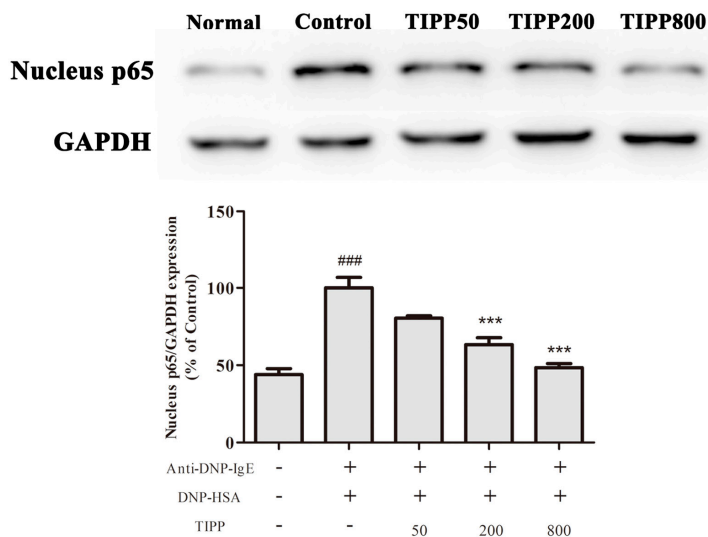 Normal Control TIPP50 TIPP200 TIPP800
Nucleus p65
GAPDH
Nucleus p65/GAPDH expression
(% of Control)
150
100
50
0
###
***
***
Anti-DNP-IgE - + + + +
DNP-HSA - + + + +
TIPP - - 50 200 800